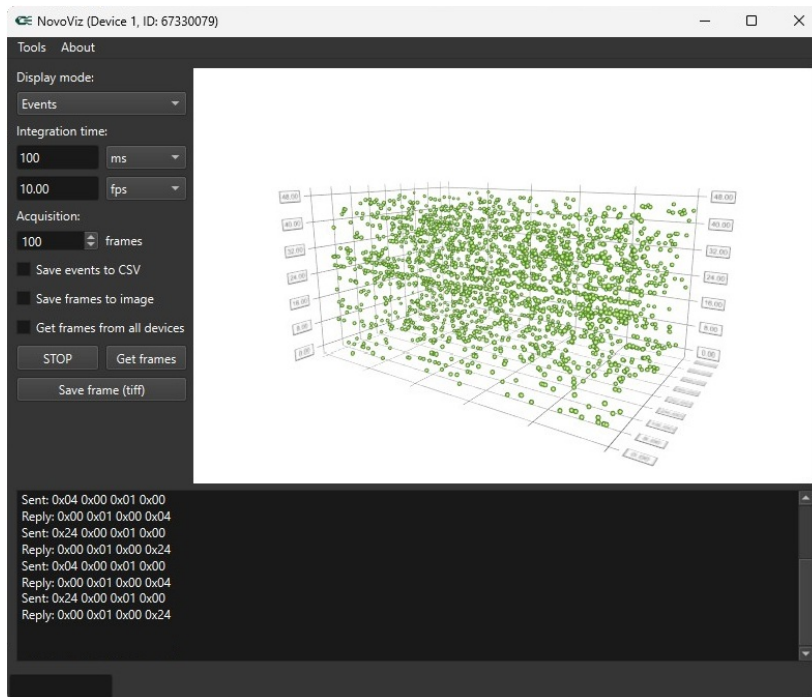 NovoViz (Device 1, ID: 67330079)
Tools About
Display mode:
Events
Integration time:
100 ms
10.00 fps
Acquisition:
100 frames
Save events to CSV
Save frames to image
Get frames from all devices
STOP Get frames
Save frame (tiff)
48.00 48.00
40.00 40.00
32.00 32.00
24.00 24.00
16.00 16.00
8.00 8.00
0.00 0.00
Sent: 0x04 0x00 0x01 0x00
Reply: 0x00 0x01 0x00 0x04
Sent: 0x24 0x00 0x01 0x00
Reply: 0x00 0x01 0x00 0x24
Sent: 0x04 0x00 0x01 0x00
Reply: 0x00 0x01 0x00 0x04
Sent: 0x24 0x00 0x01 0x00
Reply: 0x00 0x01 0x00 0x24